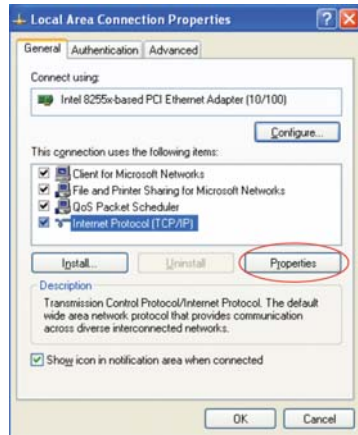 Local Area Connection Properties
General Authentication Advanced
Connect using:
Intel 8255x-based PCI Ethernet Adapter (10/100)
Configure...
This connection uses the following items:
Client for Microsoft Networks
File and Printer Sharing for Microsoft Networks
QoS Packet Scheduler
Internet Protocol (TCP/IP)
Install... Uninstall Properties
Description
Transmission Control Protocol/Internet Protocol. The default
wide area network protocol that provides communication
across diverse interconnected networks.
Show icon in notification area when connected
OK Cancel